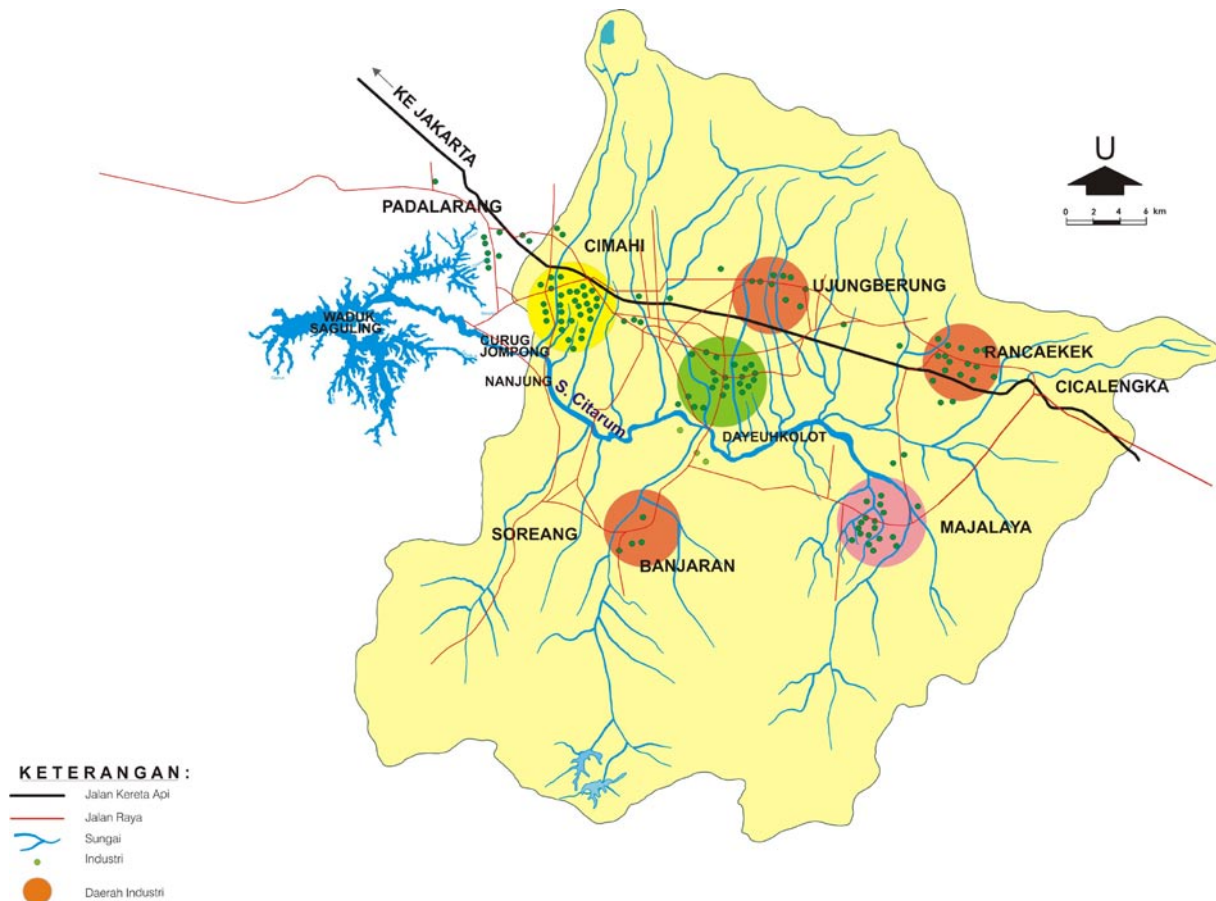 KE JAKARTA
U
0 2 4 6 km
PADALARANG
CIMAHI
UJUNGBERUNG
WADUK
SAGULING
CURUG
JOMPONG
RANCAEKEK
NANJUNG
CICALENGKA
S. Citarum
DAYEUHKOLOT
SOREANG
MAJALAYA
BANJARAN
KETERANGAN :
Jalan Kereta Api
Jalan Raya
Sungai
Industri
Daerah Industri